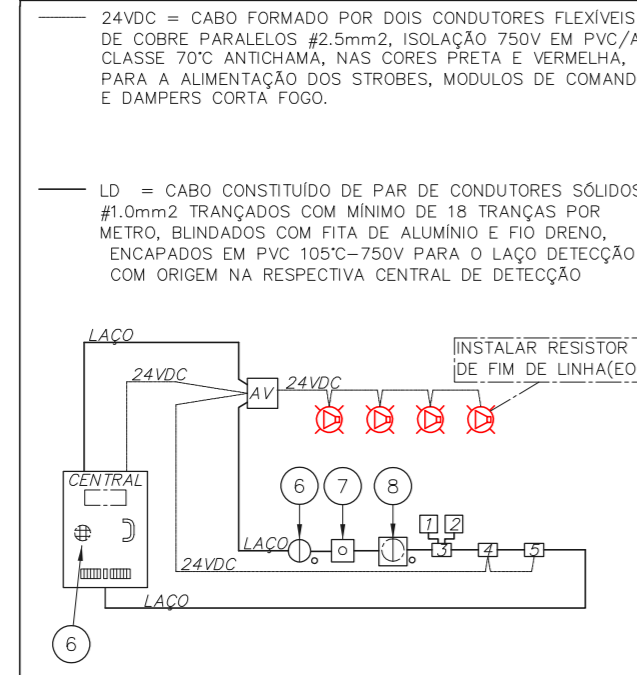 24VDC = CABO FORMADO POR DOIS CONDUTORES FLEXÍVEIS
DE COBRE PARALELOS #2.5mm2, ISOLAÇÃO 750V EM PVC/A
CLASSE 70°C ANTICHAMA, NAS CORES PRETA E VERMELHA,
PARA A ALIMENTAÇÃO DOS STROBES, MODULOS DE COMAND
E DAMPERS CORTA FOGO.
LD = CABO CONSTITUÍDO DE PAR DE CONDUTORES SÓLIDOS
#1.0mm2 TRANÇADOS COM MÍNIMO DE 18 TRANÇAS POR
METRO, BLINDADOS COM FITA DE ALUMÍNIO E FIO DRENO,
ENCAPADOS EM PVC 105°C-750V PARA O LAÇO DETECÇÃO
COM ORIGEM NA RESPECTIVA CENTRAL DE DETECÇÃO
LAÇO
INSTALAR RESISTOR
DE FIM DE LINHA(EO
24VDC
AV
24VDC
CENTRAL
6
7
8
1
2
LAÇO
3
4
5
24VDC
LAÇO
6